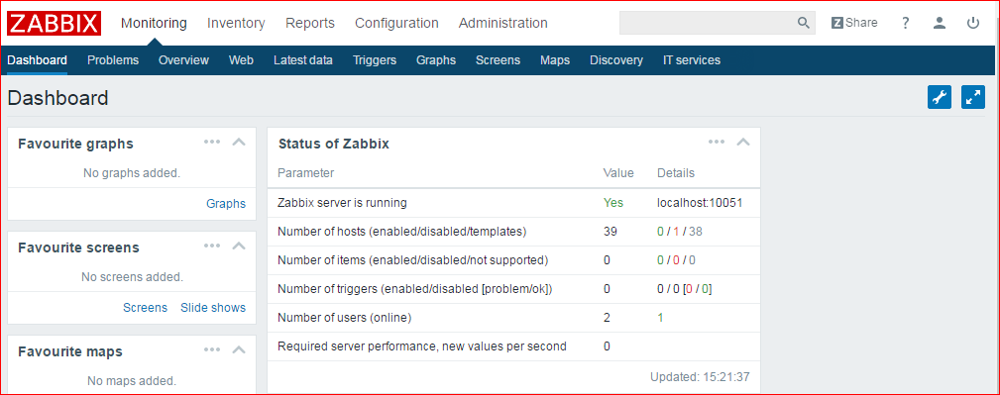 ZABBIX Monitoring Inventory Reports Configuration Administration Z Share ?
Dashboard Problems Overview Web Latest data Triggers Graphs Screens Maps Discovery IT services
Dashboard
Favourite graphs
No graphs added.
Graphs
Favourite screens
No screens added.
Screens Slide shows
Favourite maps
No maps added.
Status of Zabbix
Parameter Value Details
Zabbix server is running Yes localhost:10051
Number of hosts (enabled/disabled/templates) 39 0 / 1 / 38
Number of items (enabled/disabled/not supported) 0 0 / 0 / 0
Number of triggers (enabled/disabled [problem/ok]) 0 0 / 0 [0 / 0]
Number of users (online) 2 1
Required server performance, new values per second 0
Updated: 15:21:37